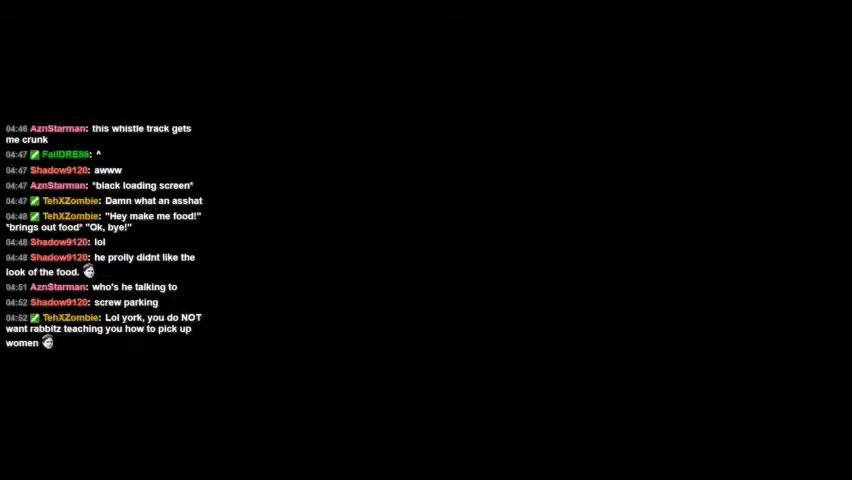 04:46 AznStarman: this whistle track gets
me crunk
04:47 FailDRE86: ^
04:47 Shadow9120: awww
04:47 AznStarman: *black loading screen*
04:47 TehXZombie: Damn what an asshat
04:48 TehXZombie: "Hey make me food!"
*brings out food* "Ok, bye!"
04:48 Shadow9120: lol
04:48 Shadow9120: he prolly didnt like the
look of the food.
04:51 AznStarman: who's he talking to
04:52 Shadow9120: screw parking
04:52 TehXZombie: Lol york, you do NOT
want rabbitz teaching you how to pick up
women